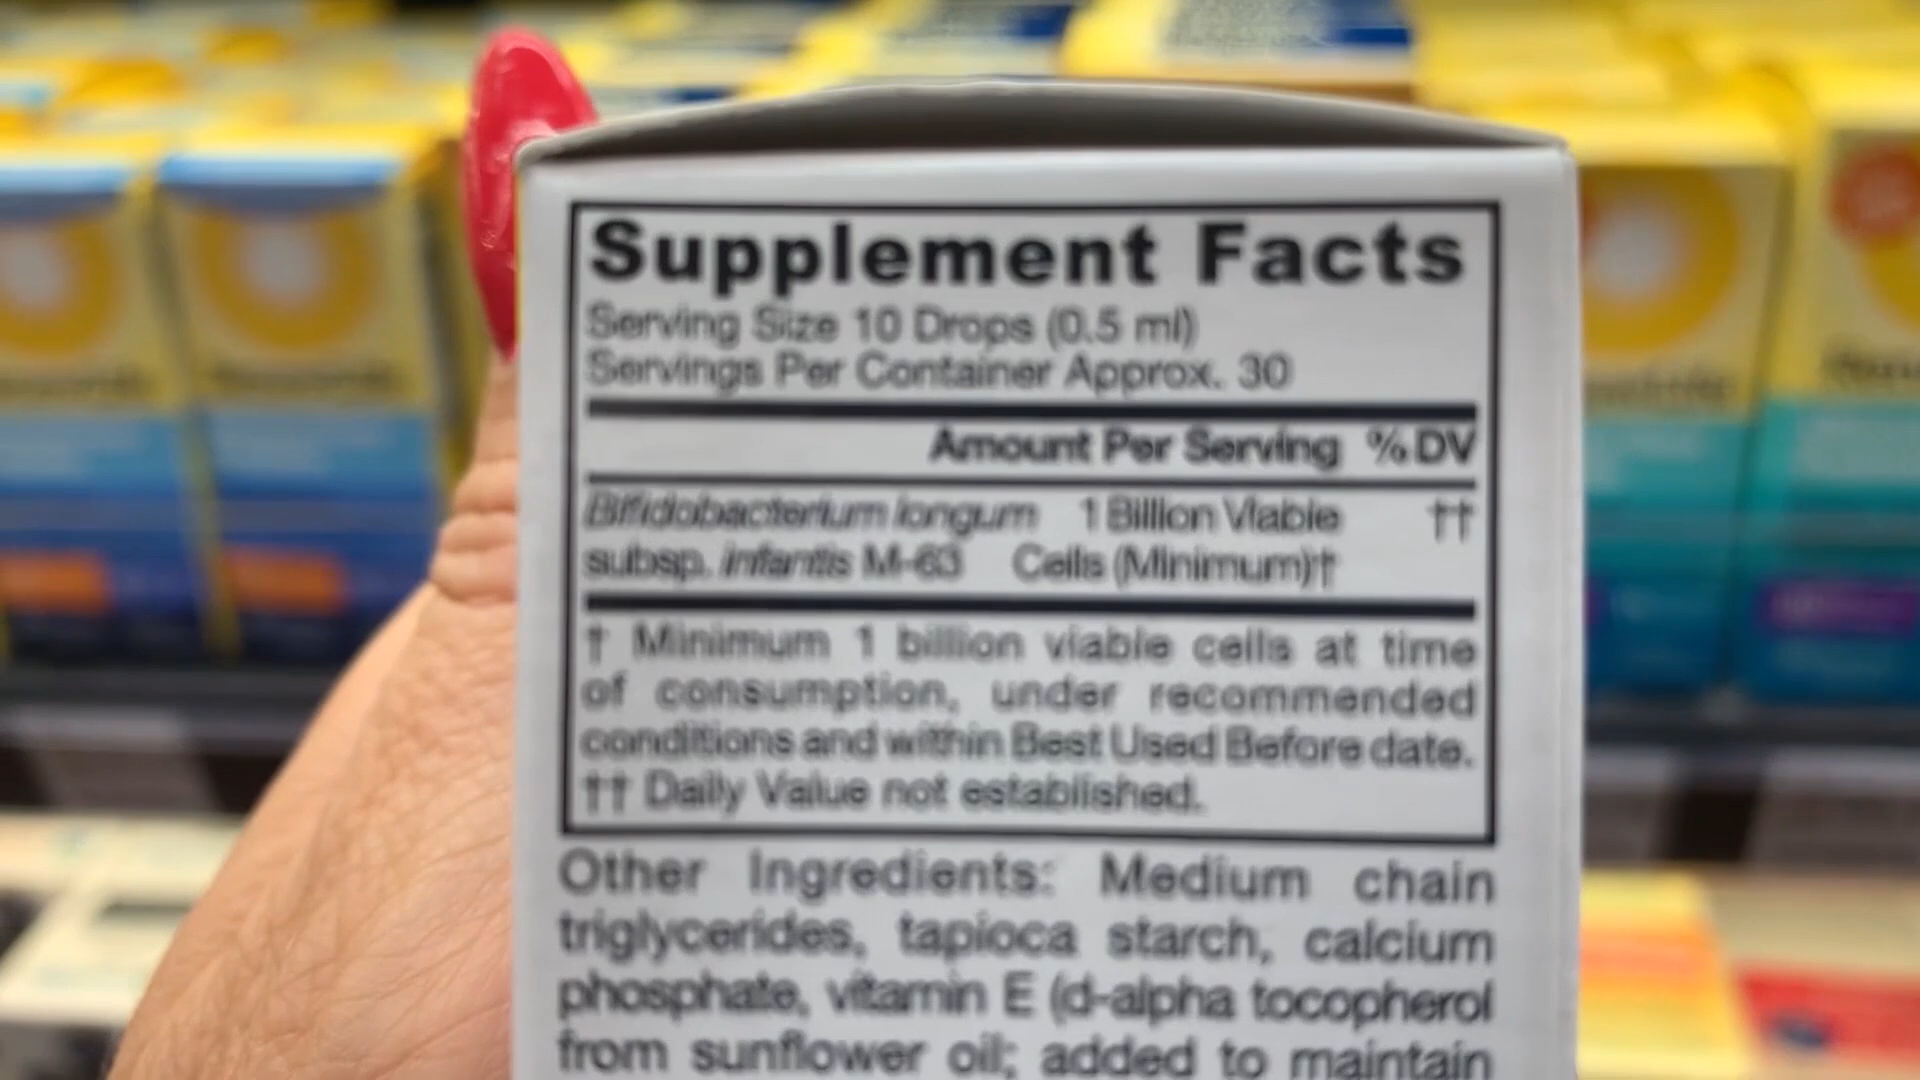 Supplement Facts
Serving Size 10 Drops (0.5 ml)
Servings Per Container Approx. 30
Amount Per Serving %DV
Bifidobacterium longum 1 Billion Viable ††
subsp. infantis M-63 Cells (Minimum)†
† Minimum 1 billion viable cells at time
of consumption, under recommended
conditions and within Best Used Before date.
†† Daily Value not established.
Other Ingredients: Medium chain
triglycerides, tapioca starch, calcium
phosphate, vitamin E (d-alpha tocopherol
from sunflower oil; added to maintain